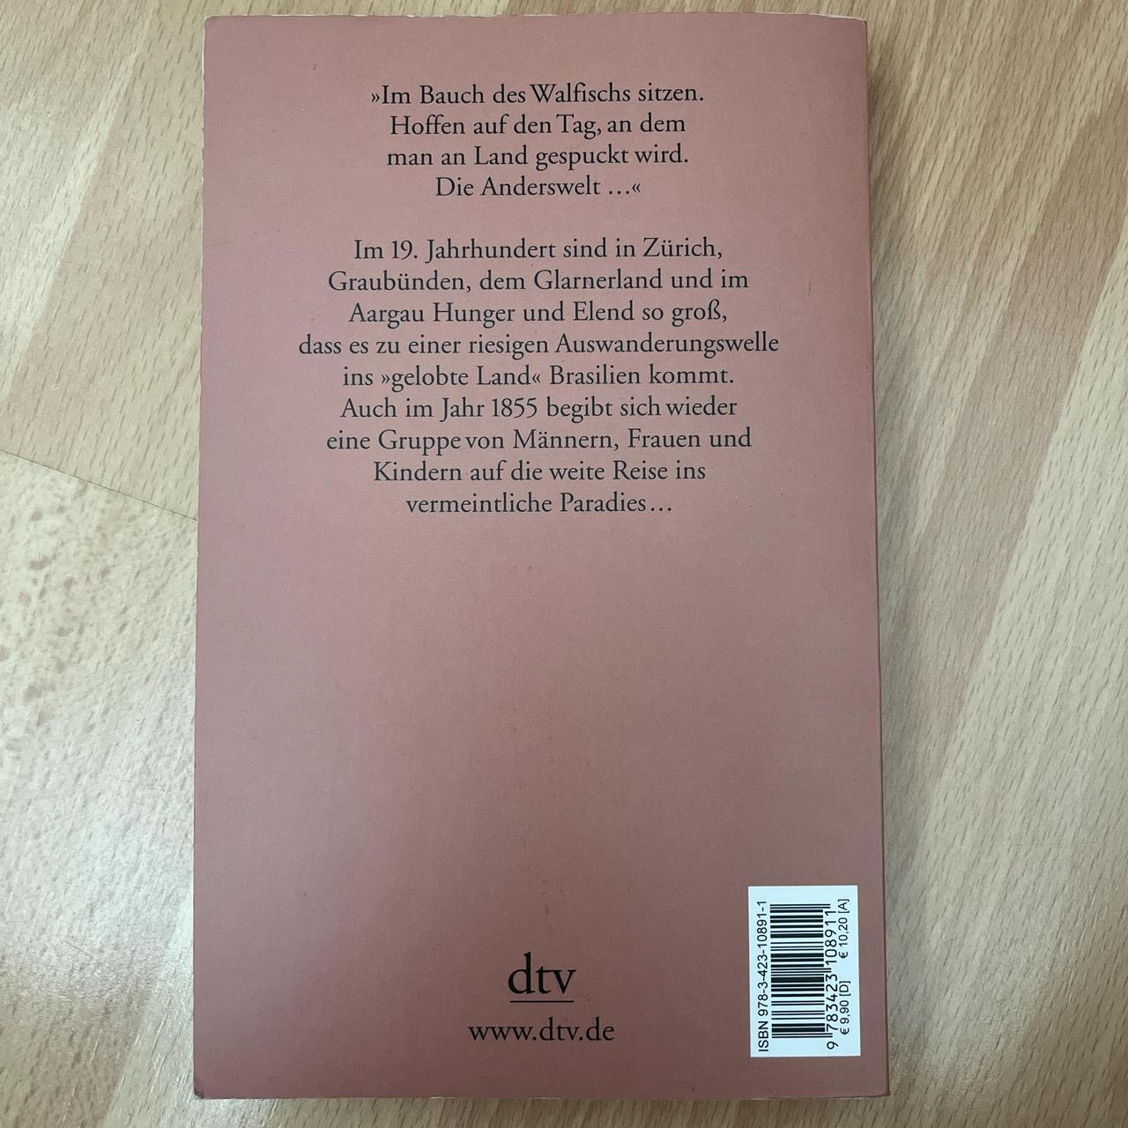 »Im Bauch des Walfischs sitzen.
Hoffen auf den Tag, an dem
man an Land gespuckt wird.
Die Anderswelt …«
Im 19. Jahrhundert sind in Zürich,
Graubünden, dem Glarnerland und im
Aargau Hunger und Elend so groß,
dass es zu einer riesigen Auswanderungswelle
ins »gelobte Land« Brasilien kommt.
Auch im Jahr 1855 begibt sich wieder
eine Gruppe von Männern, Frauen und
Kindern auf die weite Reise ins
vermeintliche Paradies…
dtv
www.dtv.de
ISBN 978-3-423-10891-1
9 783423 108911
€ 9,90 [D] € 10,20 [A]